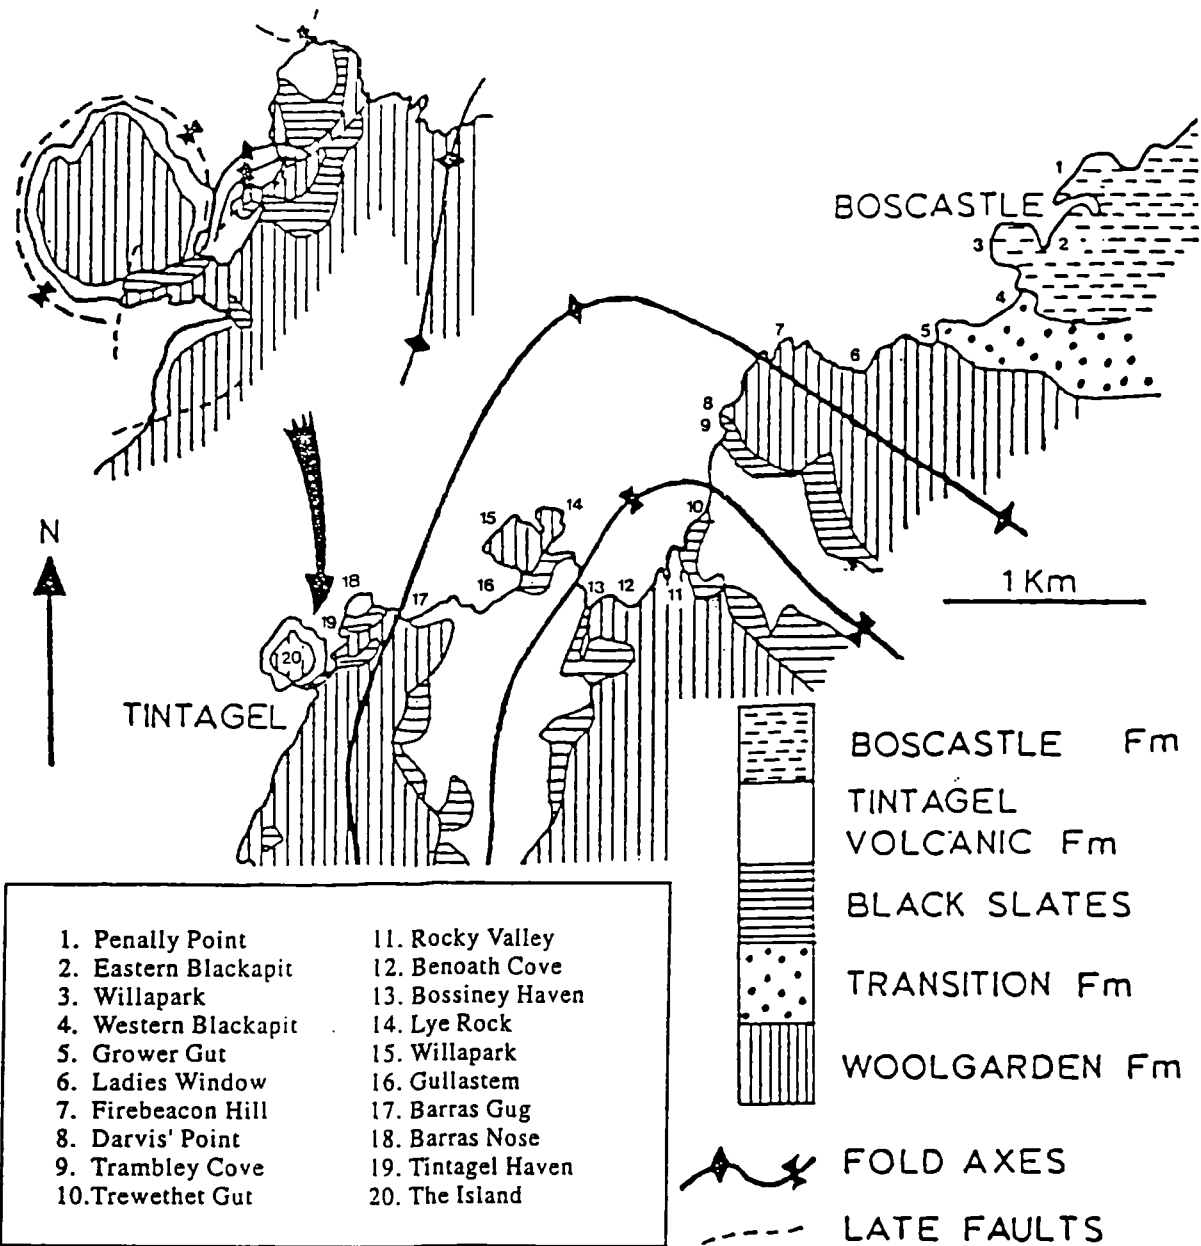 BOSCASTLE
1
2
3
4
5
6
7
8
9
10
11
12
13
14
15
16
17
18
19
20
N
1 Km
TINTAGEL
BOSCASTLE Fm
TINTAGEL
VOLCANIC Fm
BLACK SLATES
TRANSITION Fm
WOOLGARDEN Fm
FOLD AXES
LATE FAULTS
1. Penally Point
2. Eastern Blackapit
3. Willapark
4. Western Blackapit
5. Grower Gut
6. Ladies Window
7. Firebeacon Hill
8. Darvis' Point
9. Trambley Cove
10.Trewethet Gut
11. Rocky Valley
12. Benoath Cove
13. Bossiney Haven
14. Lye Rock
15. Willapark
16. Gullastem
17. Barras Gug
18. Barras Nose
19. Tintagel Haven
20. The Island